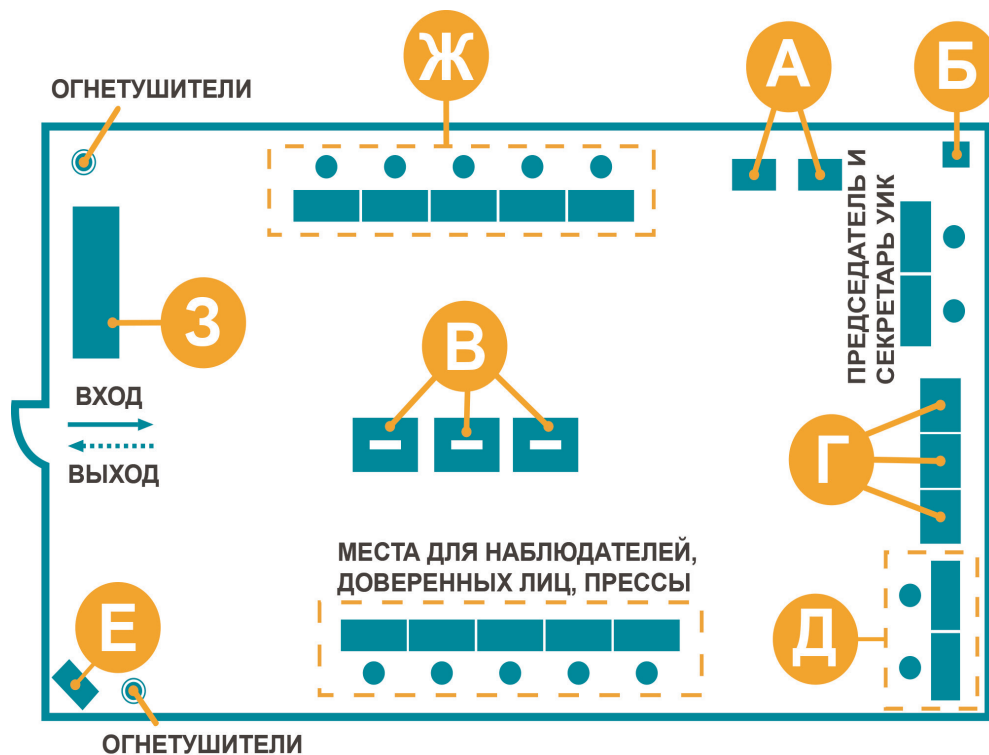 Ж
А
Б
ОГНЕТУШИТЕЛИ
ПРЕДСЕДАТЕЛЬ И
СЕКРЕТАРЬ УИК
З
В
ВХОД
ВЫХОД
Г
МЕСТА ДЛЯ НАБЛЮДАТЕЛЕЙ,
ДОВЕРЕННЫХ ЛИЦ, ПРЕССЫ
Е
Д
ОГНЕТУШИТЕЛИ